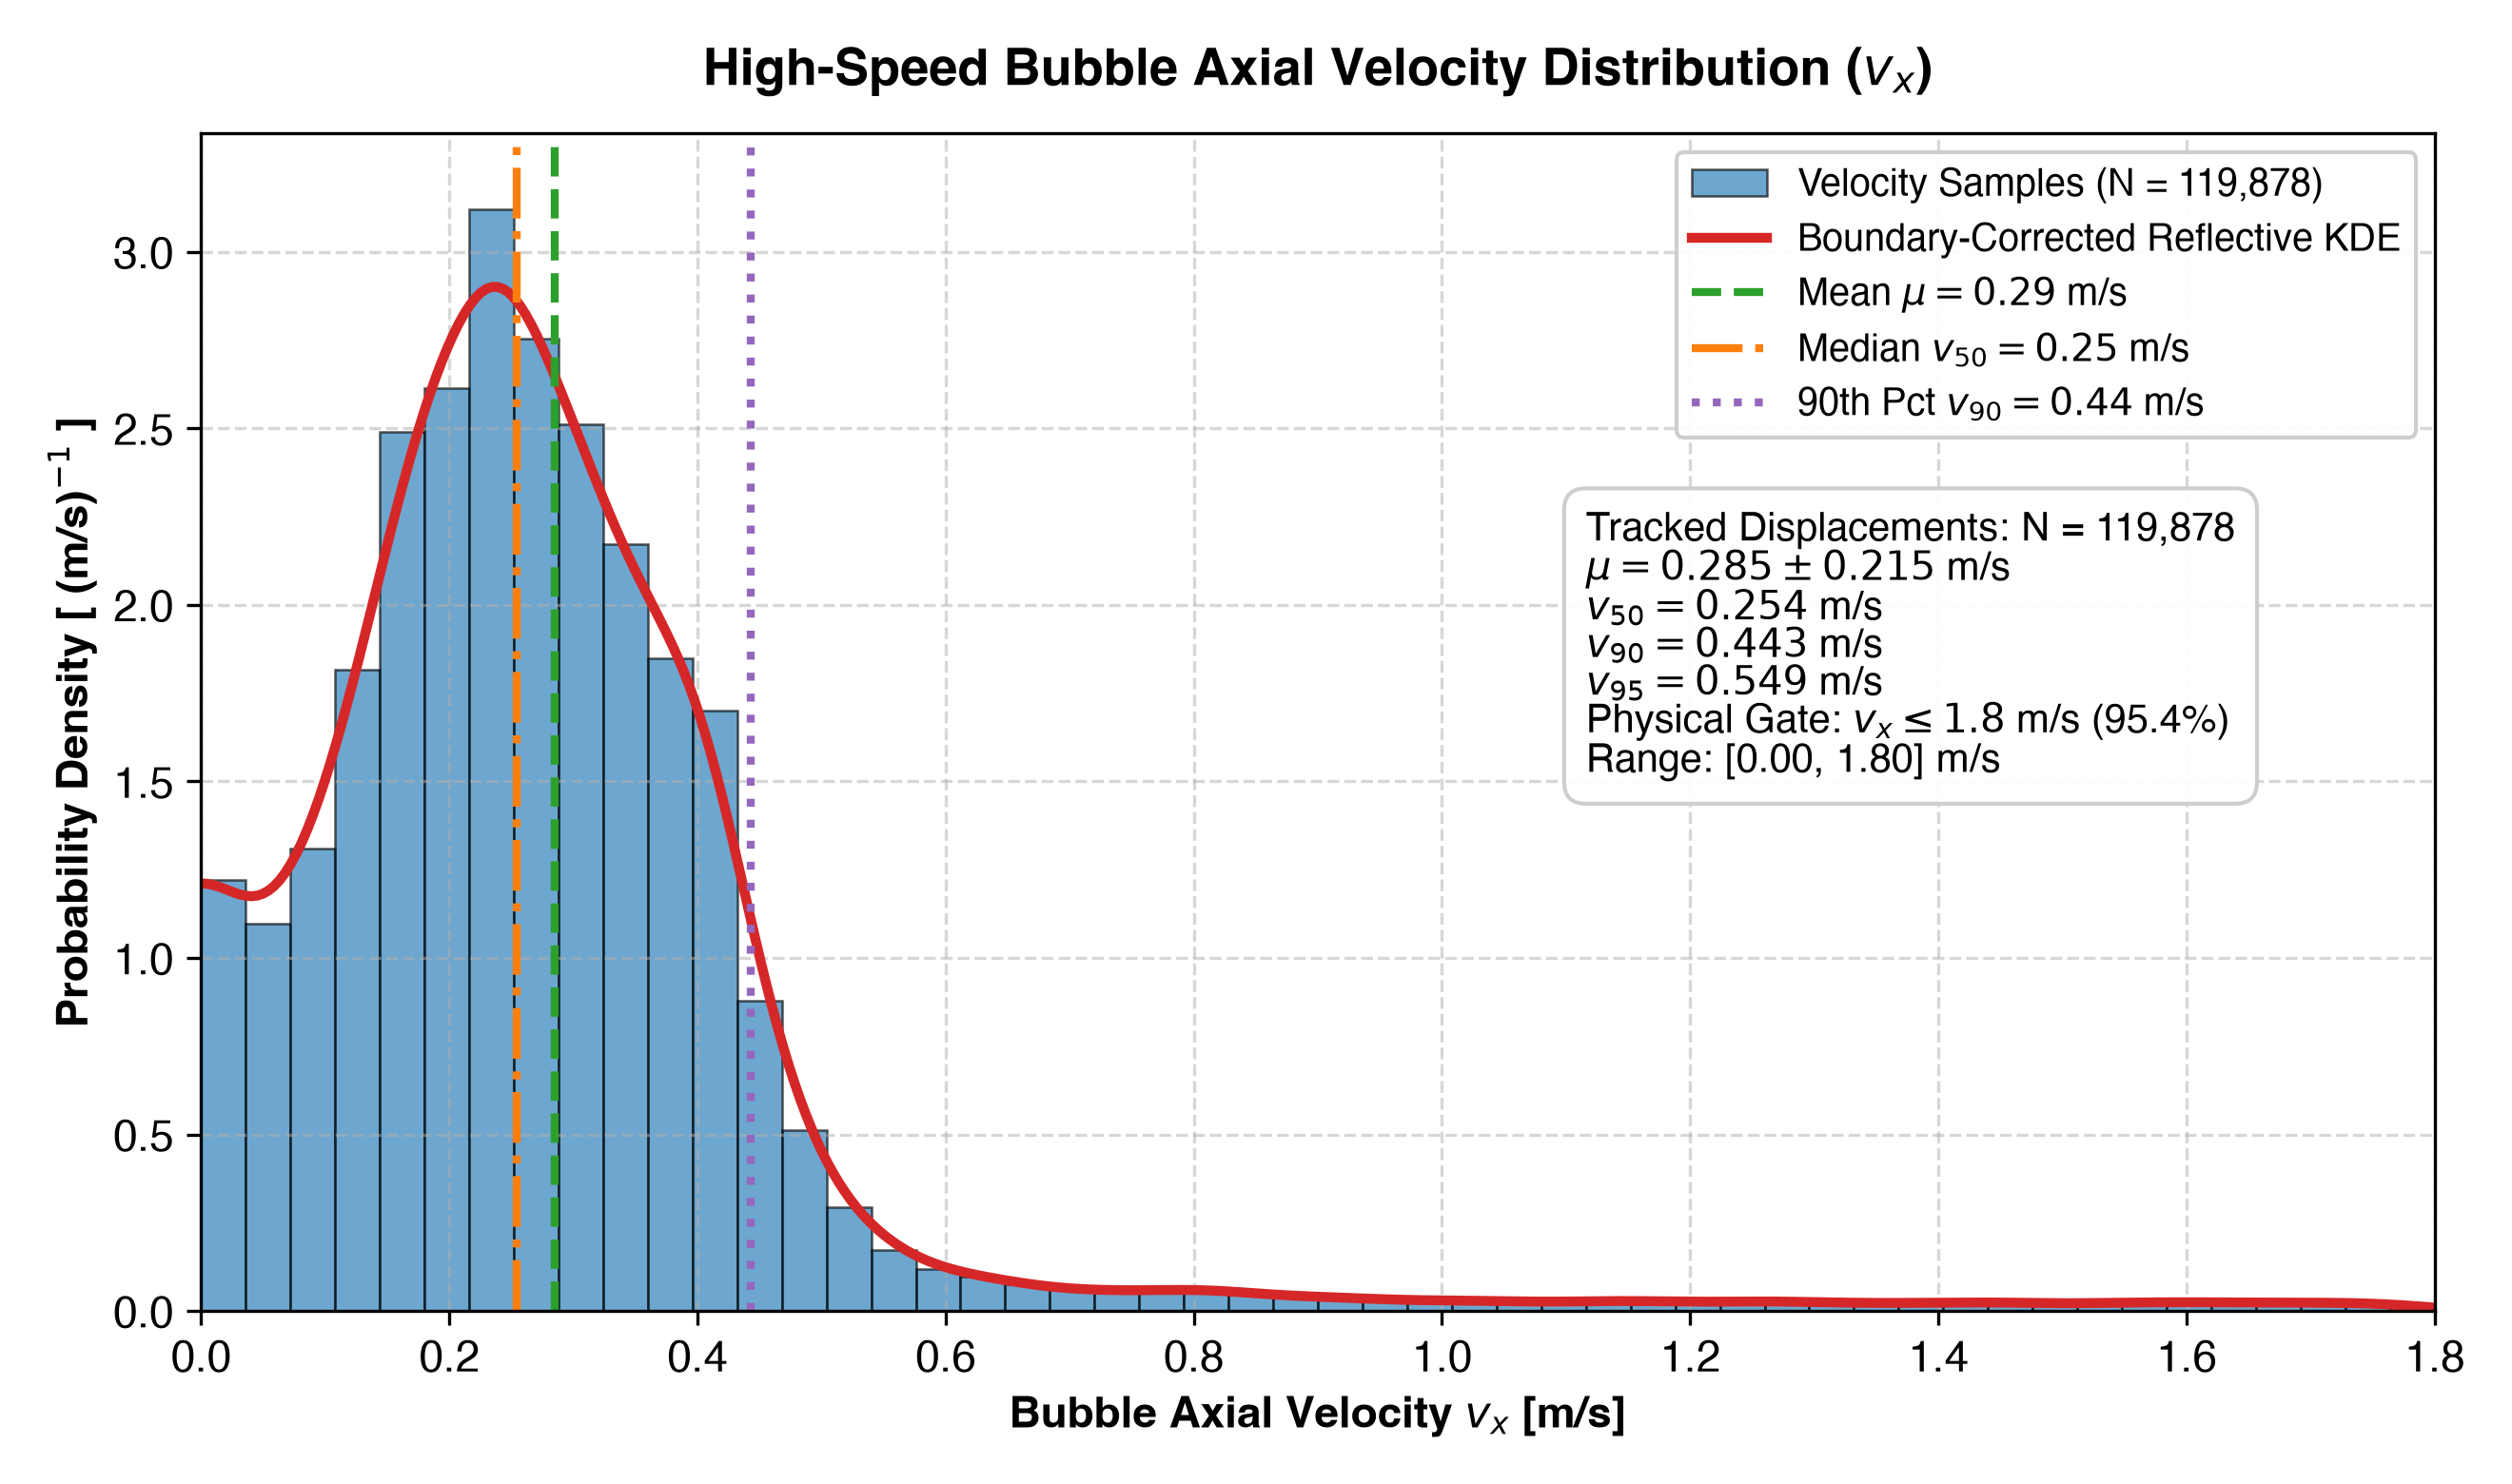 High-Speed Bubble Axial Velocity Distribution (vₓ)
Velocity Samples (N = 119,878)
Boundary-Corrected Reflective KDE
Mean μ = 0.29 m/s
Median v₅₀ = 0.25 m/s
90th Pct v₉₀ = 0.44 m/s
Tracked Displacements: N = 119,878
μ = 0.285 ± 0.215 m/s
v₅₀ = 0.254 m/s
v₉₀ = 0.443 m/s
v₉₅ = 0.549 m/s
Physical Gate: vₓ ≤ 1.8 m/s (95.4%)
Range: [0.00, 1.80] m/s
Probability Density [ (m/s)⁻¹ ]
3.0
2.5
2.0
1.5
1.0
0.5
0.0
0.0 0.2 0.4 0.6 0.8 1.0 1.2 1.4 1.6 1.8
Bubble Axial Velocity vₓ [m/s]